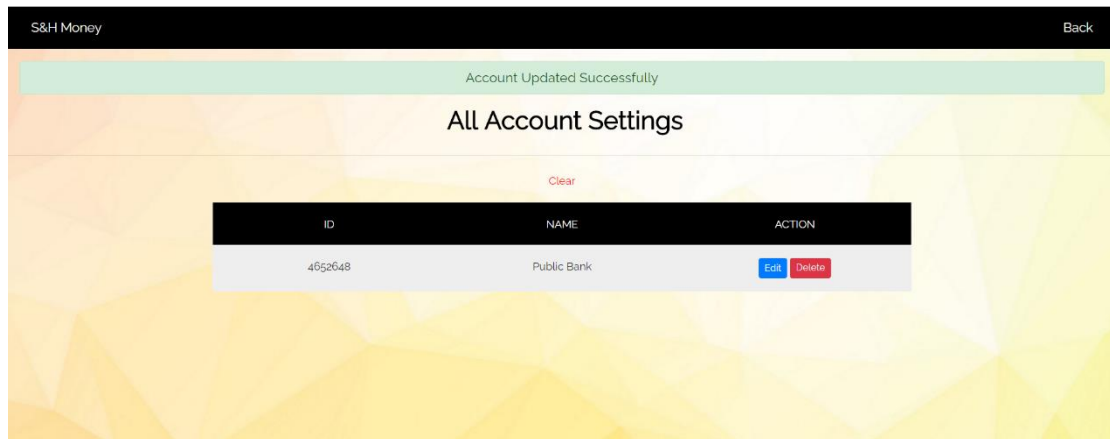 S&H Money Back
Account Updated Successfully
All Account Settings
Clear
ID NAME ACTION
4652648 Public Bank Edit Delete